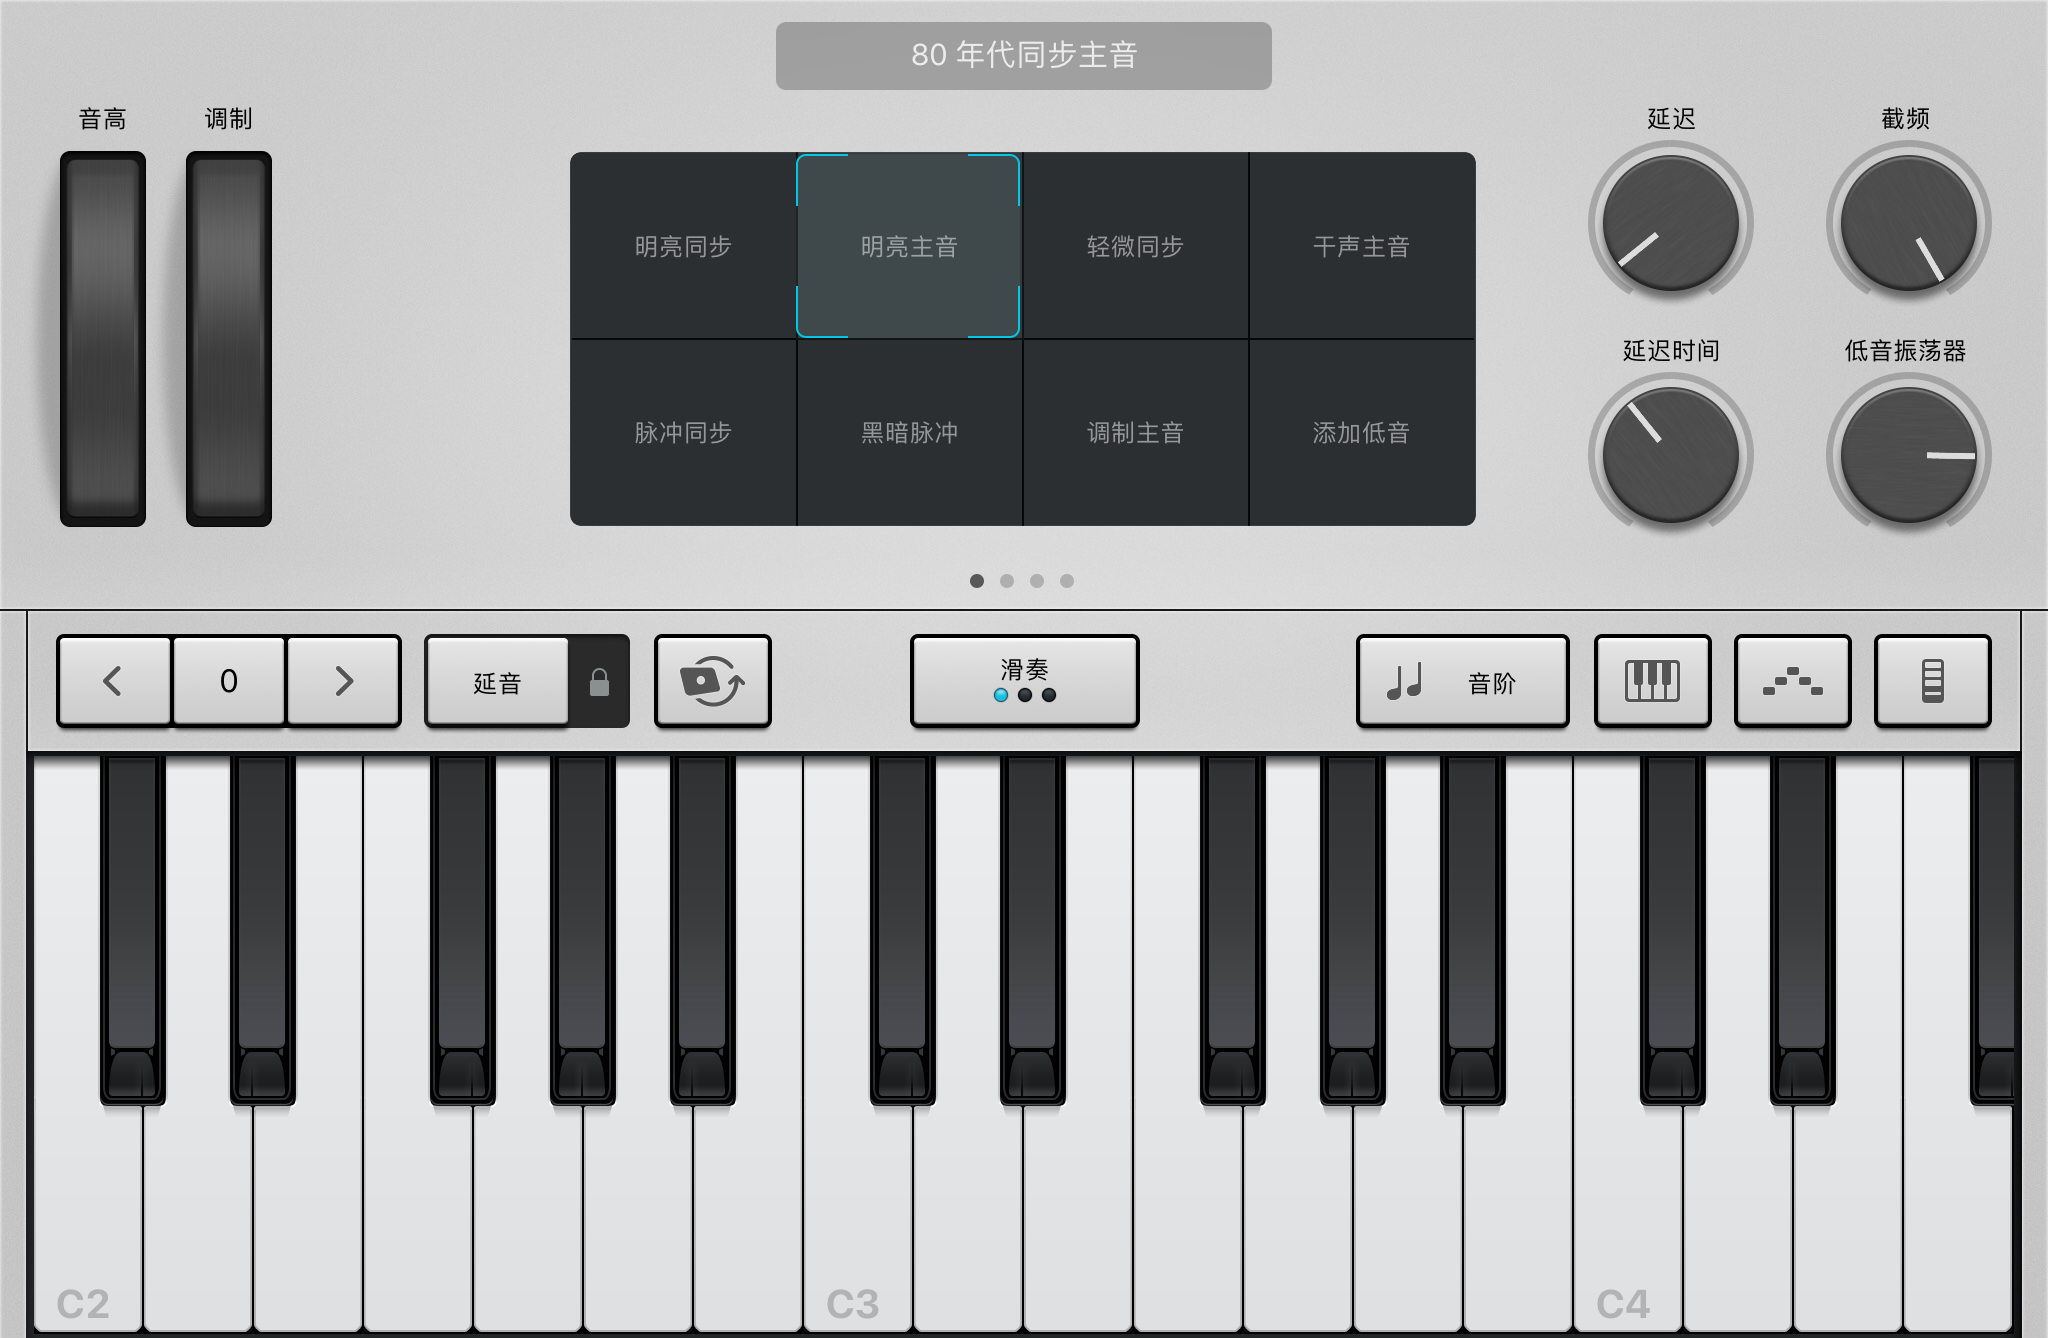 80 年代同步主音
音高
调制
延迟
截频
明亮同步
明亮主音
轻微同步
干声主音
延迟时间
低音振荡器
脉冲同步
黑暗脉冲
调制主音
添加低音
0
延音
滑奏
音阶
C2
C3
C4